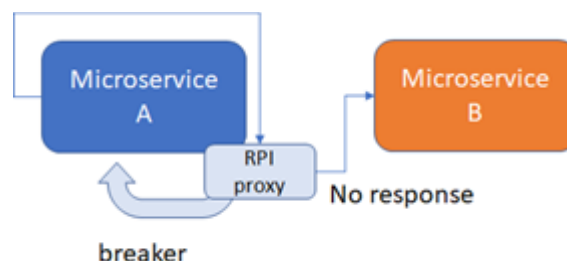 Microservice
A
Microservice
B
RPI
proxy
No response
breaker